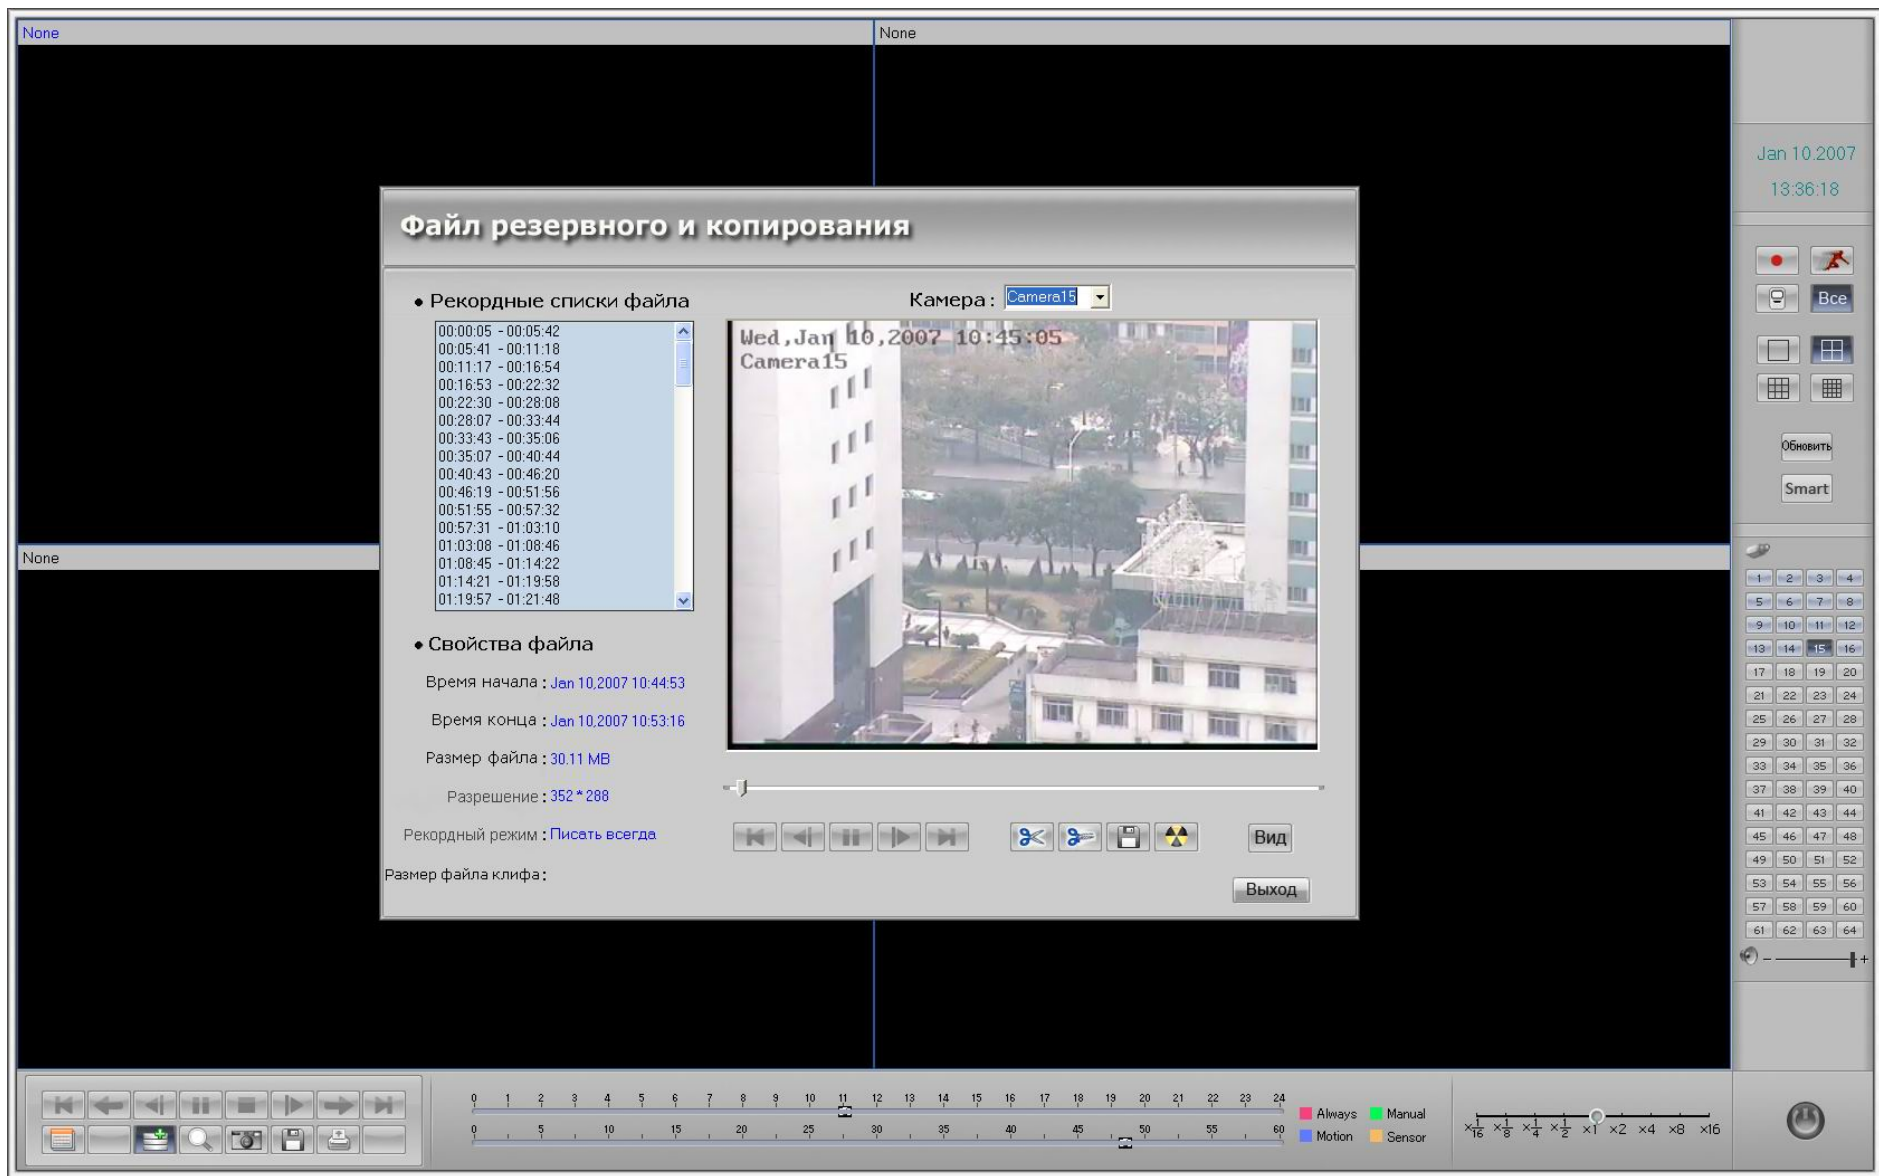 None
None
Jan 10.2007
13:36:18
Файл резервного и копирования
• Рекордные списки файла
Камера : Camera15
00:00:05 - 00:05:42
00:05:41 - 00:11:18
00:11:17 - 00:16:54
00:16:53 - 00:22:32
00:22:30 - 00:28:08
00:28:07 - 00:33:44
00:33:43 - 00:35:06
00:35:07 - 00:40:44
00:40:43 - 00:46:20
00:46:19 - 00:51:56
00:51:55 - 00:57:32
00:57:31 - 01:03:10
01:03:08 - 01:08:46
01:08:45 - 01:14:22
01:14:21 - 01:19:58
01:19:57 - 01:21:48
Wed,Jan 10,2007 10:45:05
Camera15
• Свойства файла
Время начала : Jan 10,2007 10:44:53
Время конца : Jan 10,2007 10:53:16
Размер файла : 30.11 MB
Разрешение : 352 * 288
Рекордный режим : Писать всегда
Размер файла клифа :
Вид
Выход
None
Все
Обновить
Smart
1 2 3 4
5 6 7 8
9 10 11 12
13 14 15 16
17 18 19 20
21 22 23 24
25 26 27 28
29 30 31 32
33 34 35 36
37 38 39 40
41 42 43 44
45 46 47 48
49 50 51 52
53 54 55 56
57 58 59 60
61 62 63 64
- +
0 1 2 3 4 5 6 7 8 9 10 11 12 13 14 15 16 17 18 19 20 21 22 23 24
0 5 10 15 20 25 30 35 40 45 50 55 60
Always Manual
Motion Sensor
×1/16 ×1/8 ×1/4 ×1/2 ×1 ×2 ×4 ×8 ×16